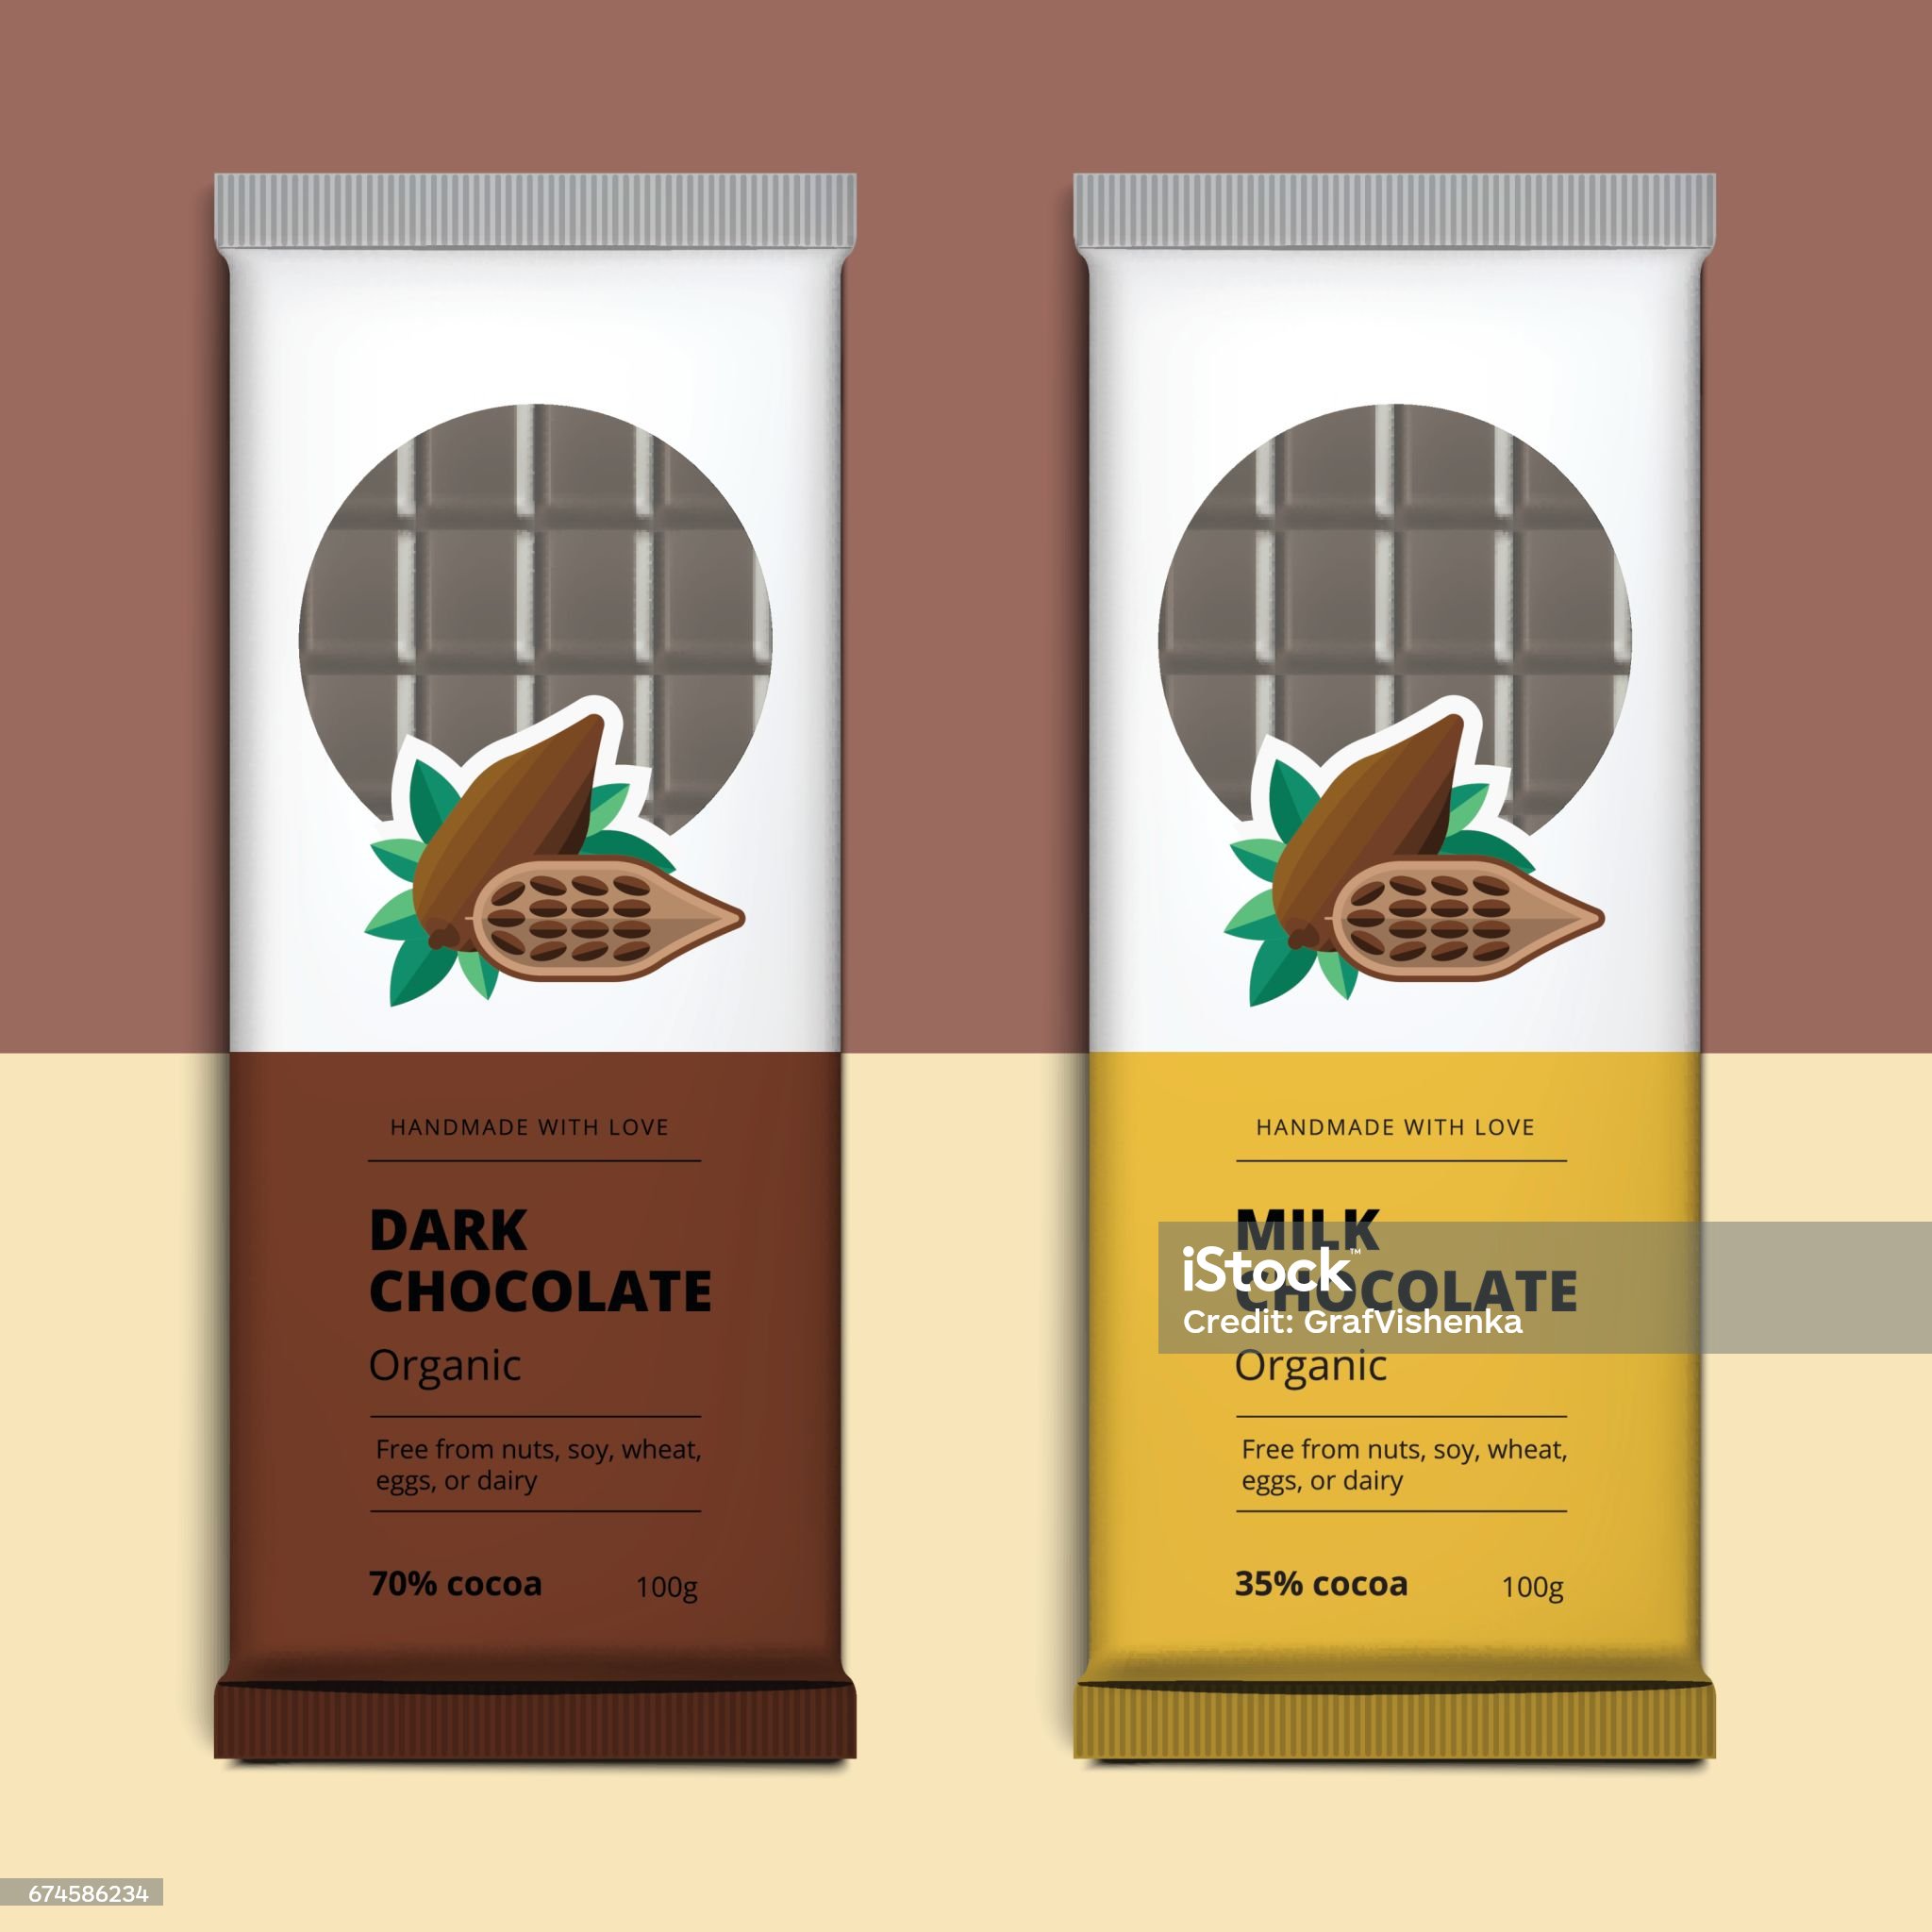 HANDMADE WITH LOVE
DARK
CHOCOLATE
Organic
Free from nuts, soy, wheat,
eggs, or dairy
70% cocoa 100g
HANDMADE WITH LOVE
MILK
CHOCOLATE
iStock™
Credit: GrafVishenka
Organic
Free from nuts, soy, wheat,
eggs, or dairy
35% cocoa 100g
674586234